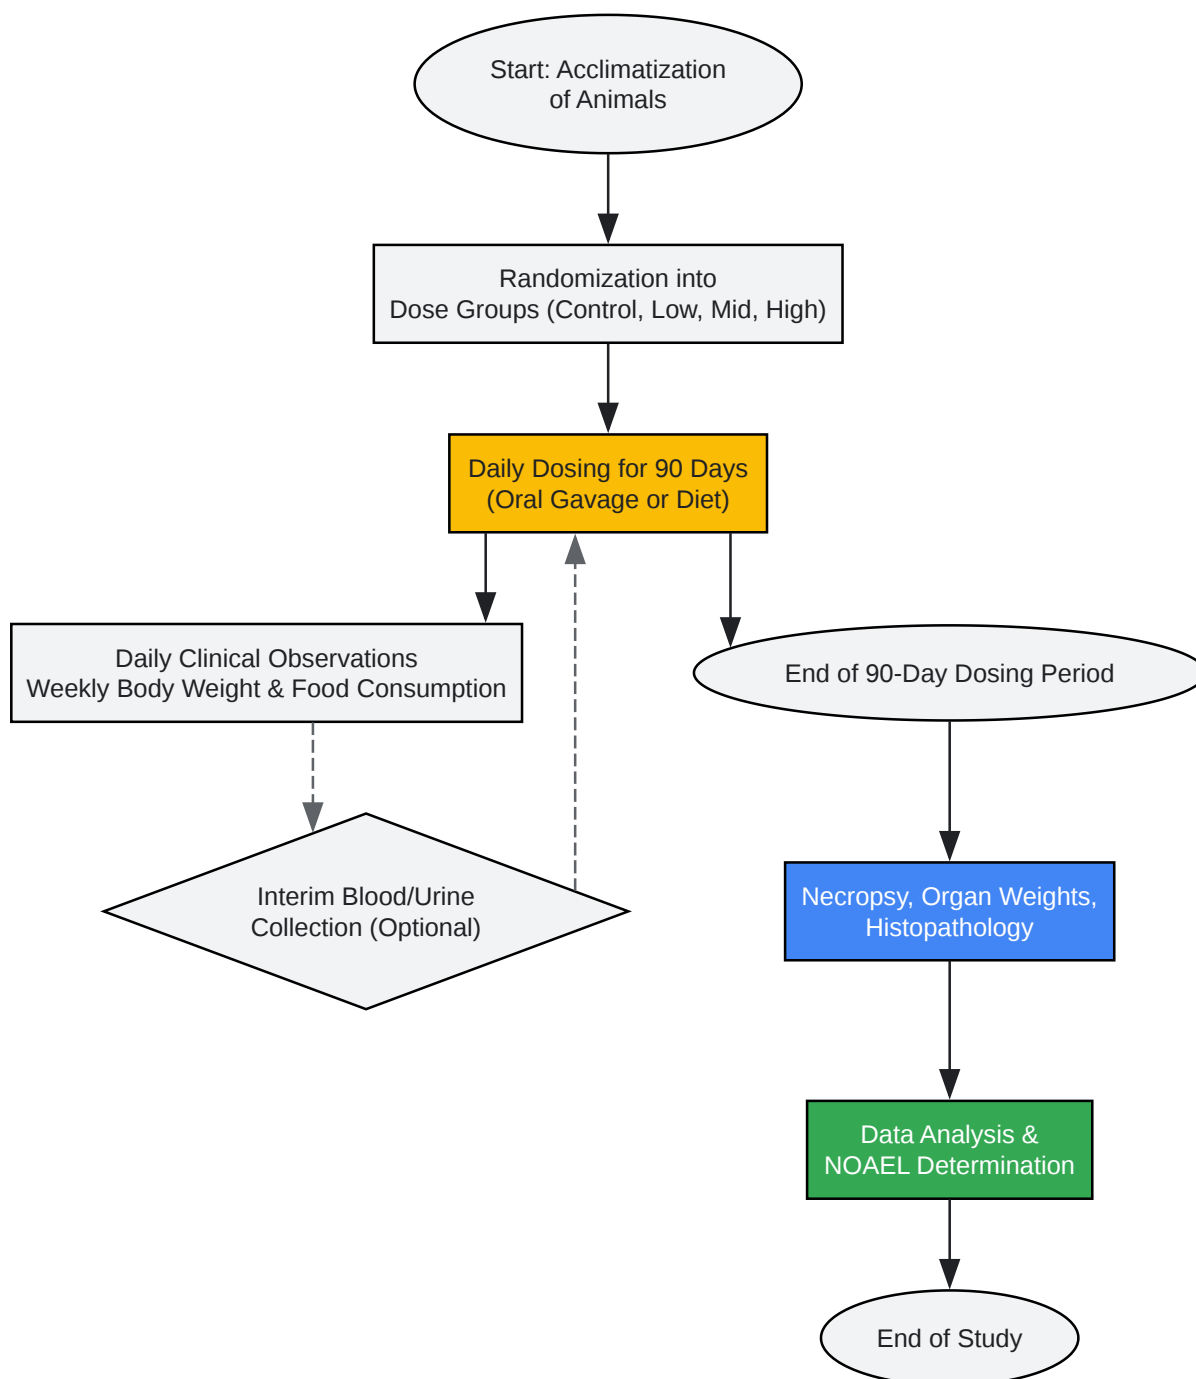 Start: Acclimatization
of Animals
Randomization into
Dose Groups (Control, Low, Mid, High)
Daily Dosing for 90 Days
(Oral Gavage or Diet)
Daily Clinical Observations
Weekly Body Weight & Food Consumption
End of 90-Day Dosing Period
Interim Blood/Urine
Collection (Optional)
Necropsy, Organ Weights,
Histopathology
Data Analysis &
NOAEL Determination
End of Study